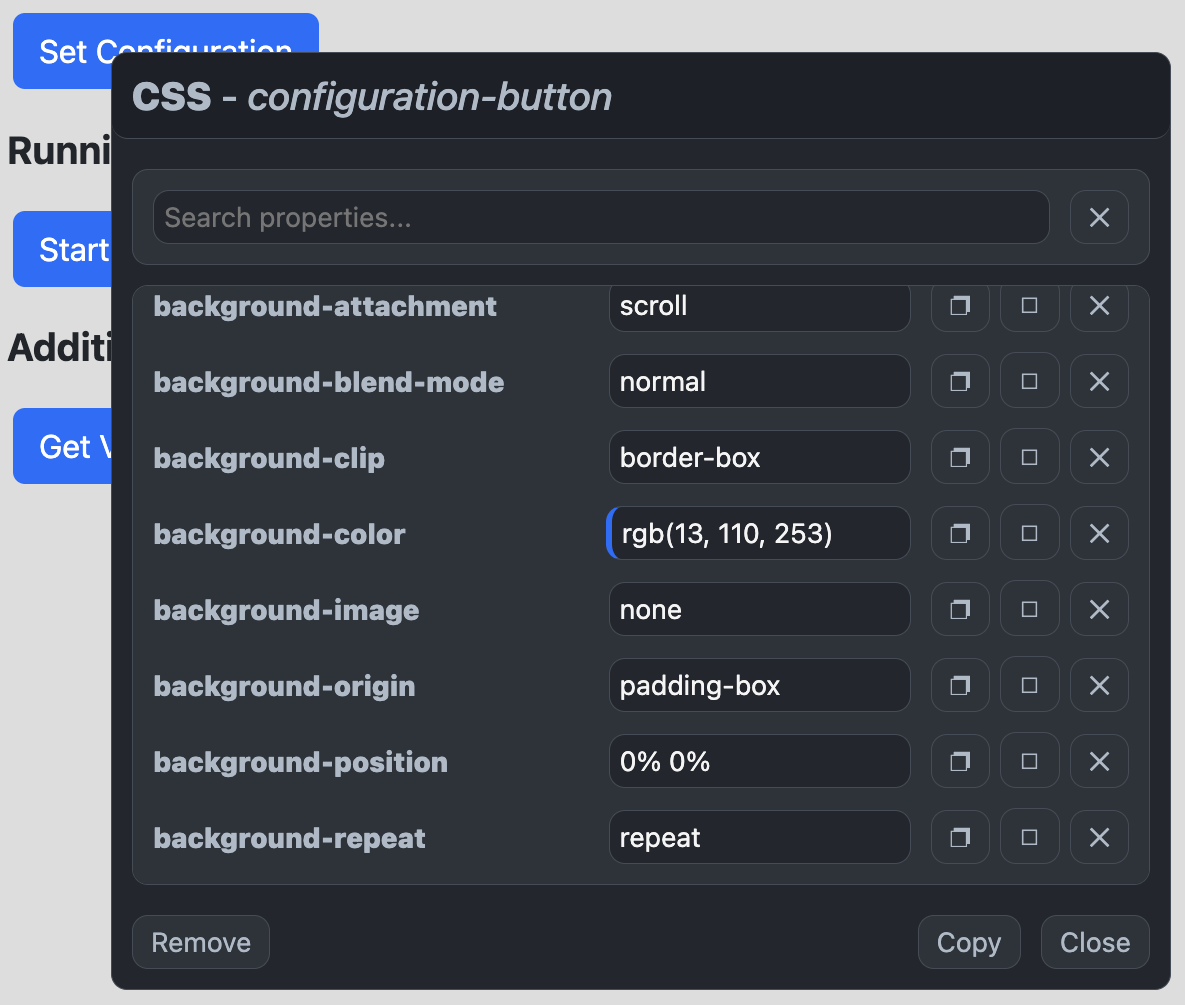 Set Configuration
CSS - configuration-button
Runni
Search properties...
Start
background-attachment scroll
Additi
background-blend-mode normal
Get V
background-clip border-box
background-color rgb(13, 110, 253)
background-image none
background-origin padding-box
background-position 0% 0%
background-repeat repeat
Remove Copy Close